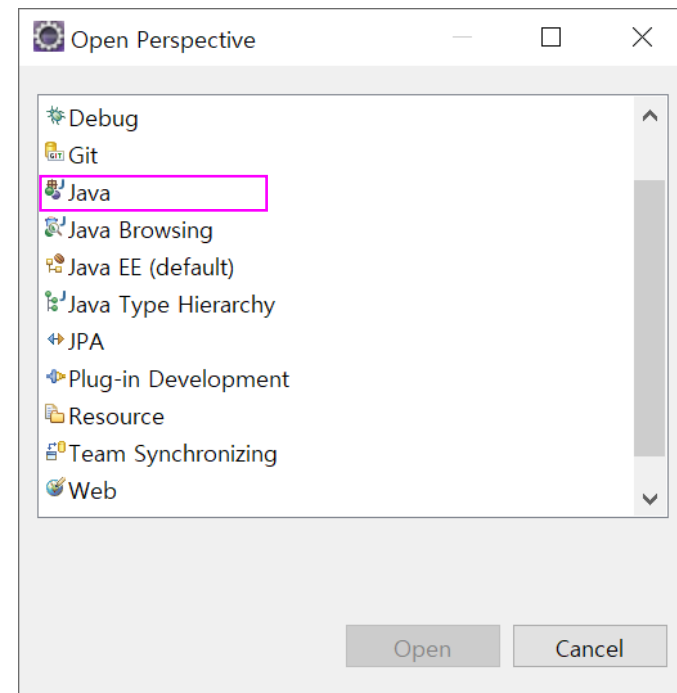 Open Perspective
Debug
GIT Git
Java
Java Browsing
Java EE (default)
Java Type Hierarchy
JPA
Plug-in Development
Resource
Team Synchronizing
Web
Open Cancel